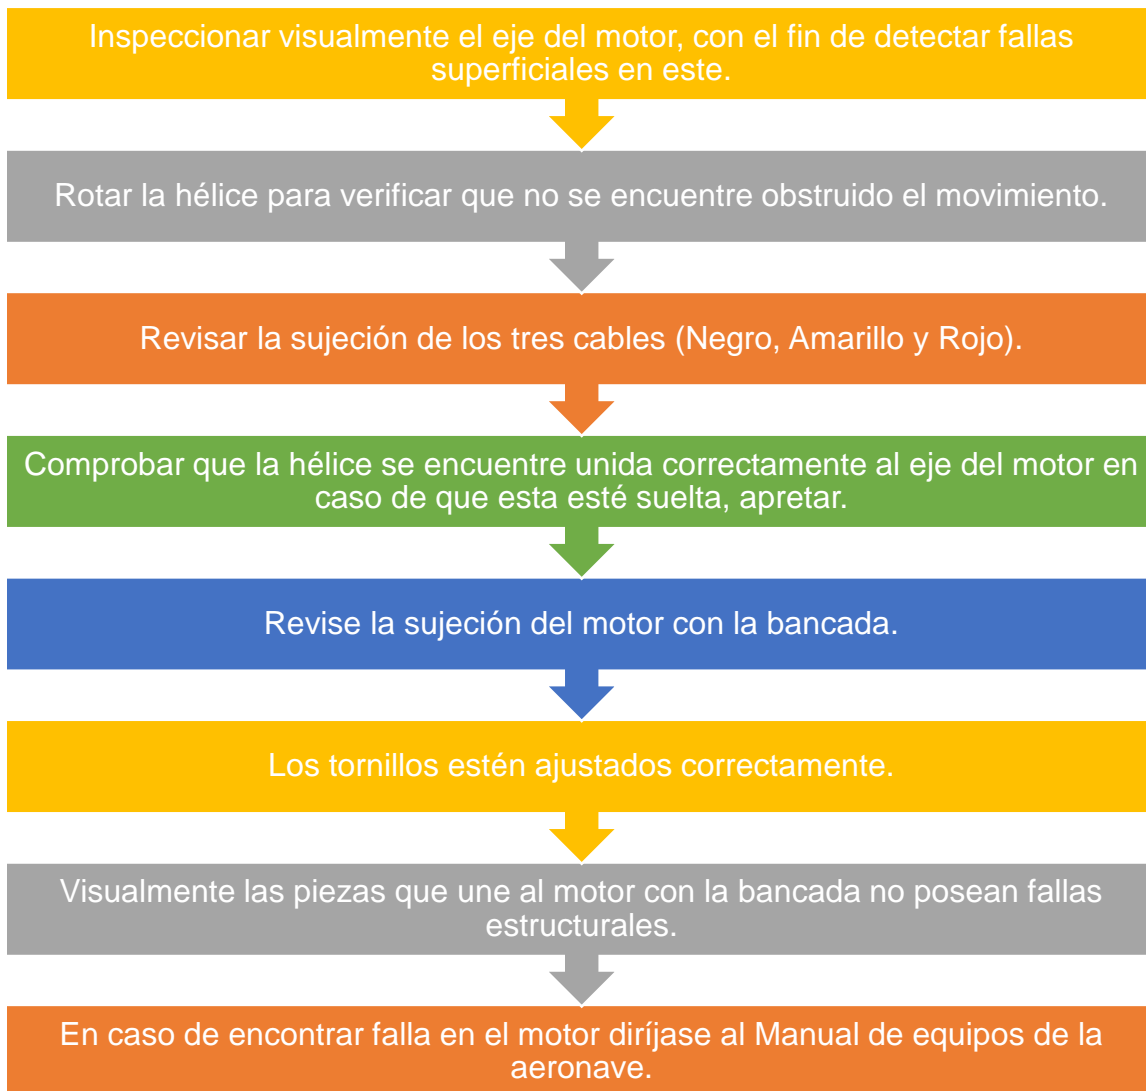 Inspeccionar visualmente el eje del motor, con el fin de detectar fallas
superficiales en este.
Rotar la hélice para verificar que no se encuentre obstruido el movimiento.
Revisar la sujeción de los tres cables (Negro, Amarillo y Rojo).
Comprobar que la hélice se encuentre unida correctamente al eje del motor en
caso de que esta esté suelta, apretar.
Revise la sujeción del motor con la bancada.
Los tornillos estén ajustados correctamente.
Visualmente las piezas que une al motor con la bancada no posean fallas
estructurales.
En caso de encontrar falla en el motor diríjase al Manual de equipos de la
aeronave.